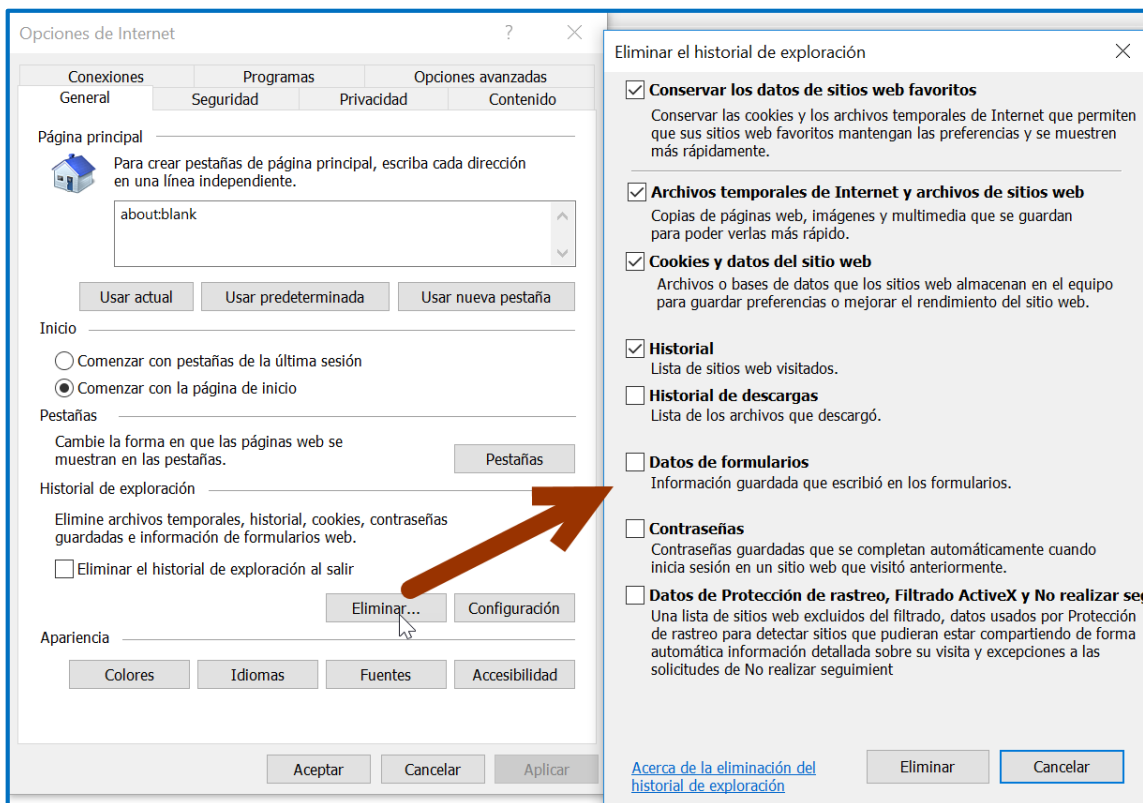 Opciones de Internet
?
Conexiones
Programas
Opciones avanzadas
General
Seguridad
Privacidad
Contenido
Página principal
Para crear pestañas de página principal, escriba cada dirección
en una línea independiente.
about:blank
Usar actual
Usar predeterminada
Usar nueva pestaña
Inicio
Comenzar con pestañas de la última sesión
Comenzar con la página de inicio
Pestañas
Cambie la forma en que las páginas web se
muestran en las pestañas.
Pestañas
Historial de exploración
Elimine archivos temporales, historial, cookies, contraseñas
guardadas e información de formularios web.
Eliminar el historial de exploración al salir
Eliminar...
Configuración
Apariencia
Colores
Idiomas
Fuentes
Accesibilidad
Aceptar
Cancelar
Aplicar
Eliminar el historial de exploración
Conservar los datos de sitios web favoritos
Conservar las cookies y los archivos temporales de Internet que permiten
que sus sitios web favoritos mantengan las preferencias y se muestren
más rápidamente.
Archivos temporales de Internet y archivos de sitios web
Copias de páginas web, imágenes y multimedia que se guardan
para poder verlas más rápido.
Cookies y datos del sitio web
Archivos o bases de datos que los sitios web almacenan en el equipo
para guardar preferencias o mejorar el rendimiento del sitio web.
Historial
Lista de sitios web visitados.
Historial de descargas
Lista de los archivos que descargó.
Datos de formularios
Información guardada que escribió en los formularios.
Contraseñas
Contraseñas guardadas que se completan automáticamente cuando
inicia sesión en un sitio web que visitó anteriormente.
Datos de Protección de rastreo, Filtrado ActiveX y No realizar seg
Una lista de sitios web excluidos del filtrado, datos usados por Protección
de rastreo para detectar sitios que pudieran estar compartiendo de forma
automática información detallada sobre su visita y excepciones a las
solicitudes de No realizar seguimient
Acerca de la eliminación del
historial de exploración
Eliminar
Cancelar